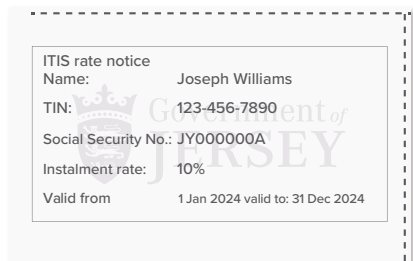 ITIS rate notice
Name: Joseph Williams
TIN: 123-456-7890
Government of
Social Security No.: JY000000A
JERSEY
Instalment rate: 10%
Valid from 1 Jan 2024 valid to: 31 Dec 2024